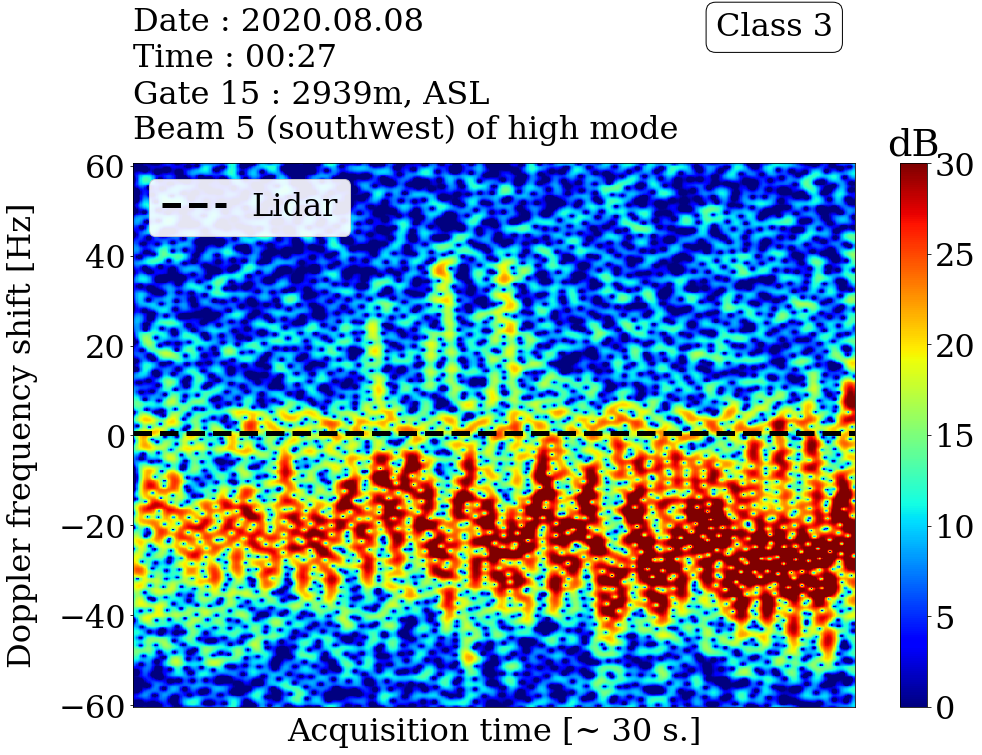 Date : 2020.08.08
Time : 00:27
Gate 15 : 2939m, ASL
Beam 5 (southwest) of high mode
Class 3
dB
Lidar
Doppler frequency shift [Hz]
60
40
20
0
−20
−40
−60
Acquisition time [~ 30 s.]
30
25
20
15
10
5
0